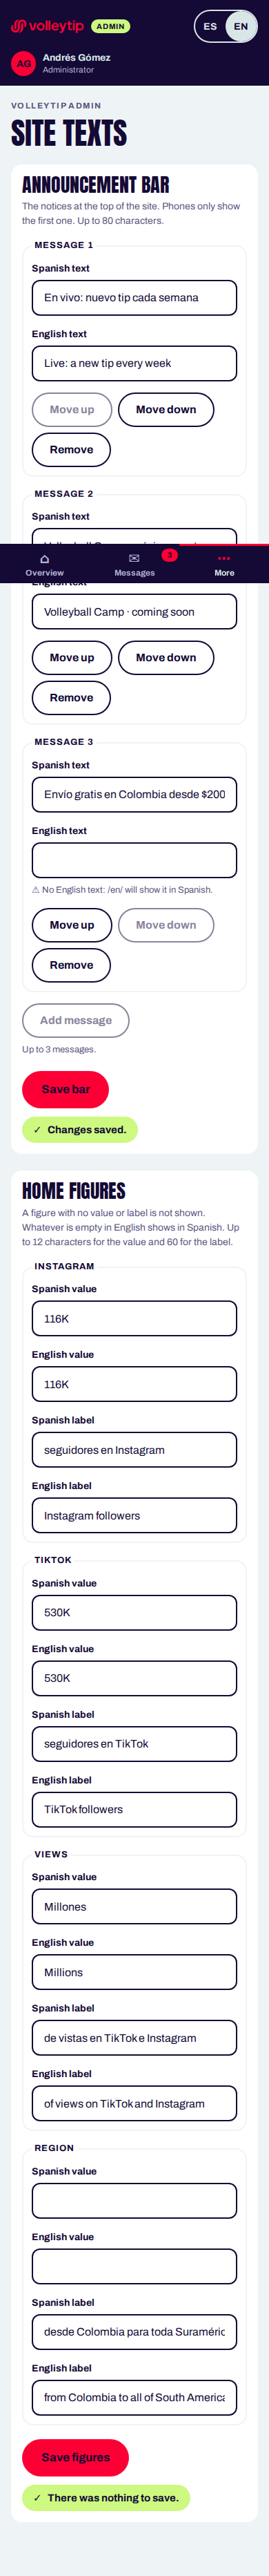 volleytip ADMIN ES EN
AG Andrés Gómez
Administrator
VOLLEYTIP ADMIN
SITE TEXTS
ANNOUNCEMENT BAR
The notices at the top of the site. Phones only show
the first one. Up to 80 characters.
MESSAGE 1
Spanish text
En vivo: nuevo tip cada semana
English text
Live: a new tip every week
Move up Move down
Remove
MESSAGE 2
Spanish text
Overview Messages 3 More
English text
Volleyball Camp · coming soon
Move up Move down
Remove
MESSAGE 3
Spanish text
Envío gratis en Colombia desde $200
English text
⚠ No English text: /en/ will show it in Spanish.
Move up Move down
Remove
Add message
Up to 3 messages.
Save bar
✓ Changes saved.
HOME FIGURES
A figure with no value or label is not shown.
Whatever is empty in English shows in Spanish. Up
to 12 characters for the value and 60 for the label.
INSTAGRAM
Spanish value
116K
English value
116K
Spanish label
seguidores en Instagram
English label
Instagram followers
TIKTOK
Spanish value
530K
English value
530K
Spanish label
seguidores en TikTok
English label
TikTok followers
VIEWS
Spanish value
Millones
English value
Millions
Spanish label
de vistas en TikTok e Instagram
English label
of views on TikTok and Instagram
REGION
Spanish value
English value
Spanish label
desde Colombia para toda Suraméric
English label
from Colombia to all of South America
Save figures
✓ There was nothing to save.